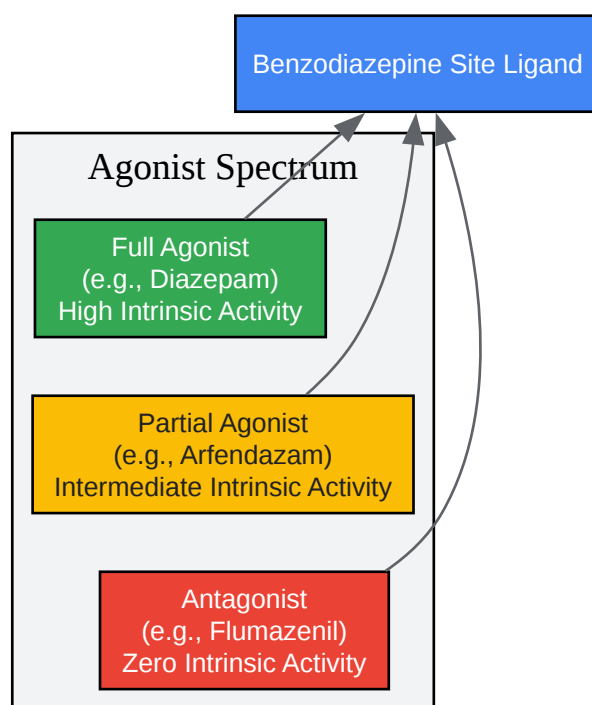 Benzodiazepine Site Ligand
Agonist Spectrum
Full Agonist
(e.g., Diazepam)
High Intrinsic Activity
Partial Agonist
(e.g., Arfendazam)
Intermediate Intrinsic Activity
Antagonist
(e.g., Flumazenil)
Zero Intrinsic Activity